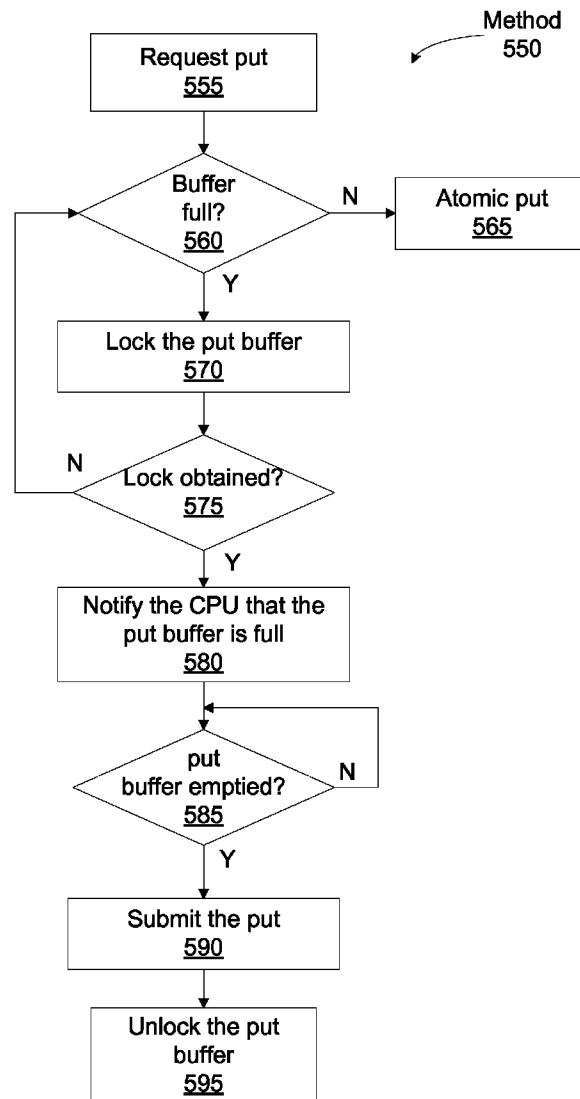 Method
550
Request put
555
Buffer
full?
560
N
Atomic put
565
Y
Lock the put buffer
570
N
Lock obtained?
575
Y
Notify the CPU that the
put buffer is full
580
put
buffer emptied?
585
N
Y
Submit the put
590
Unlock the put
buffer
595